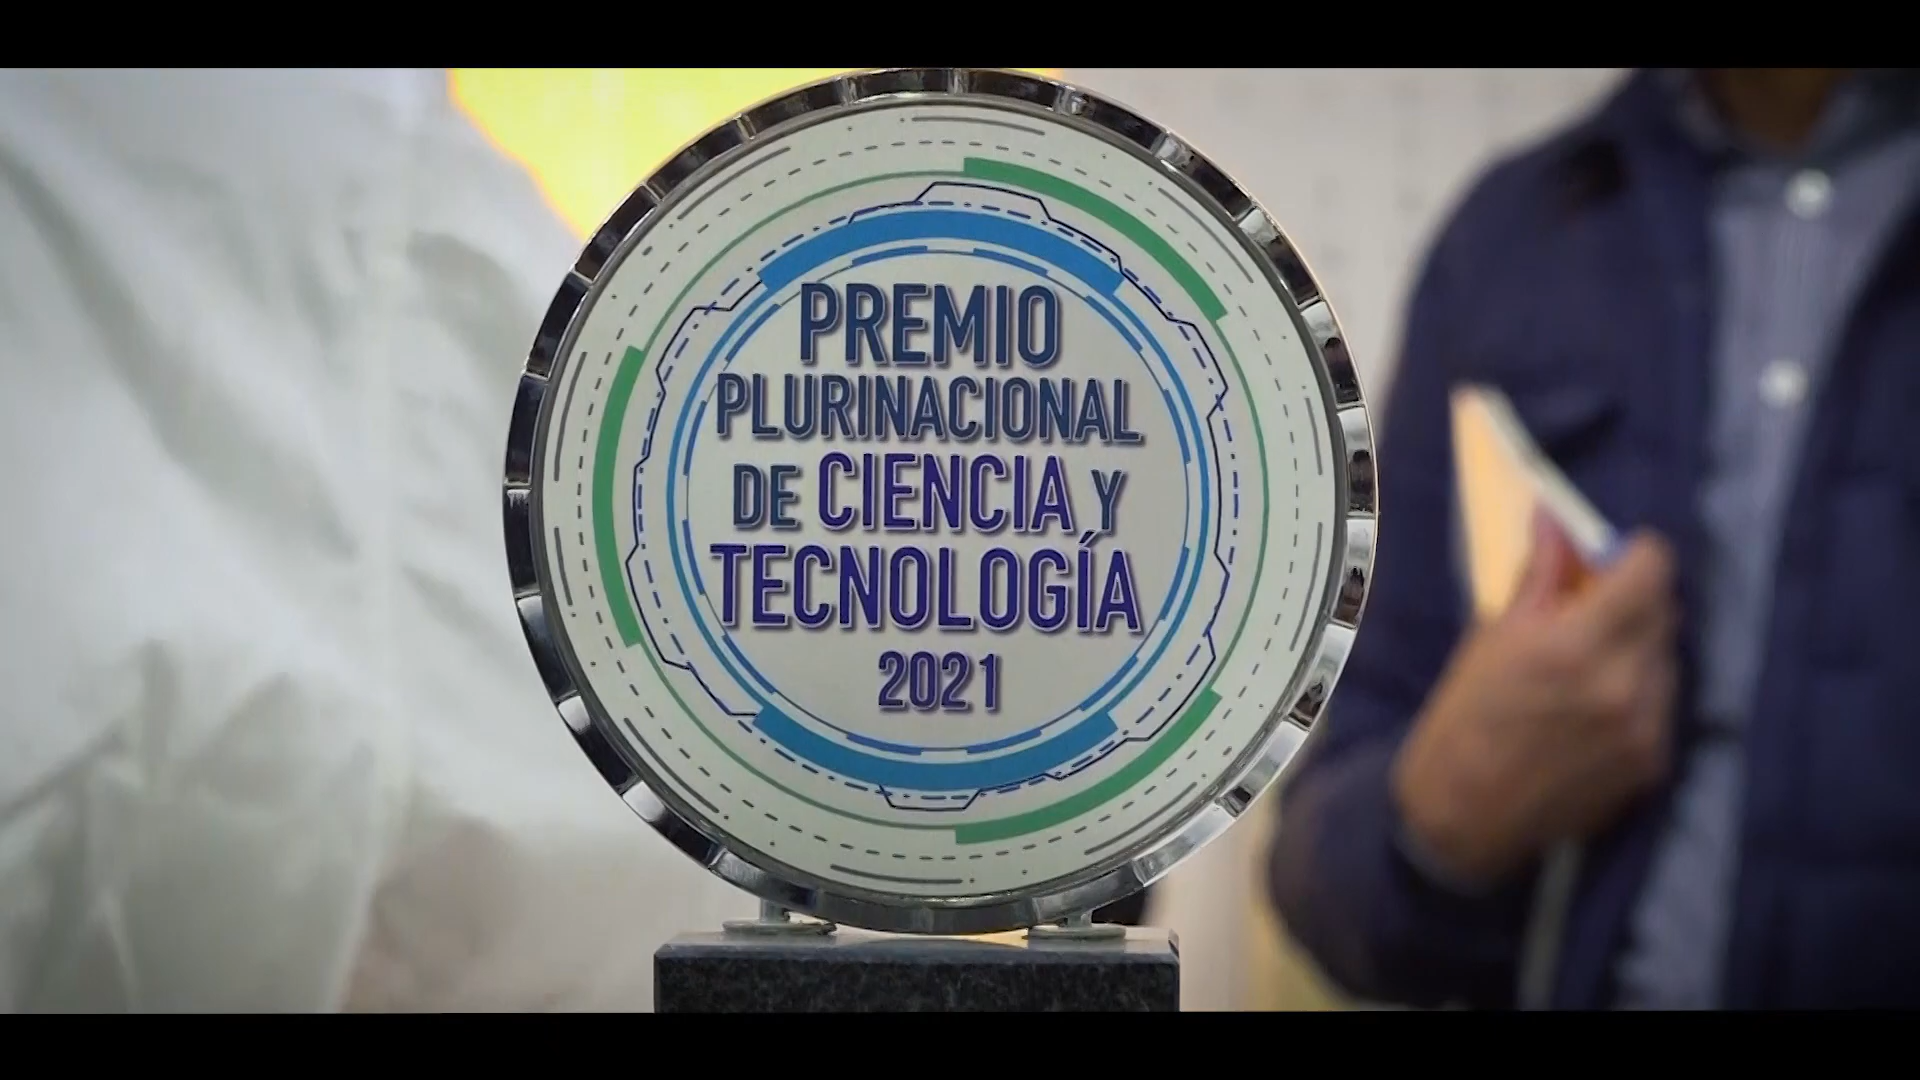 PREMIO
PLURINACIONAL
DE CIENCIA Y
TECNOLOGÍA
2021